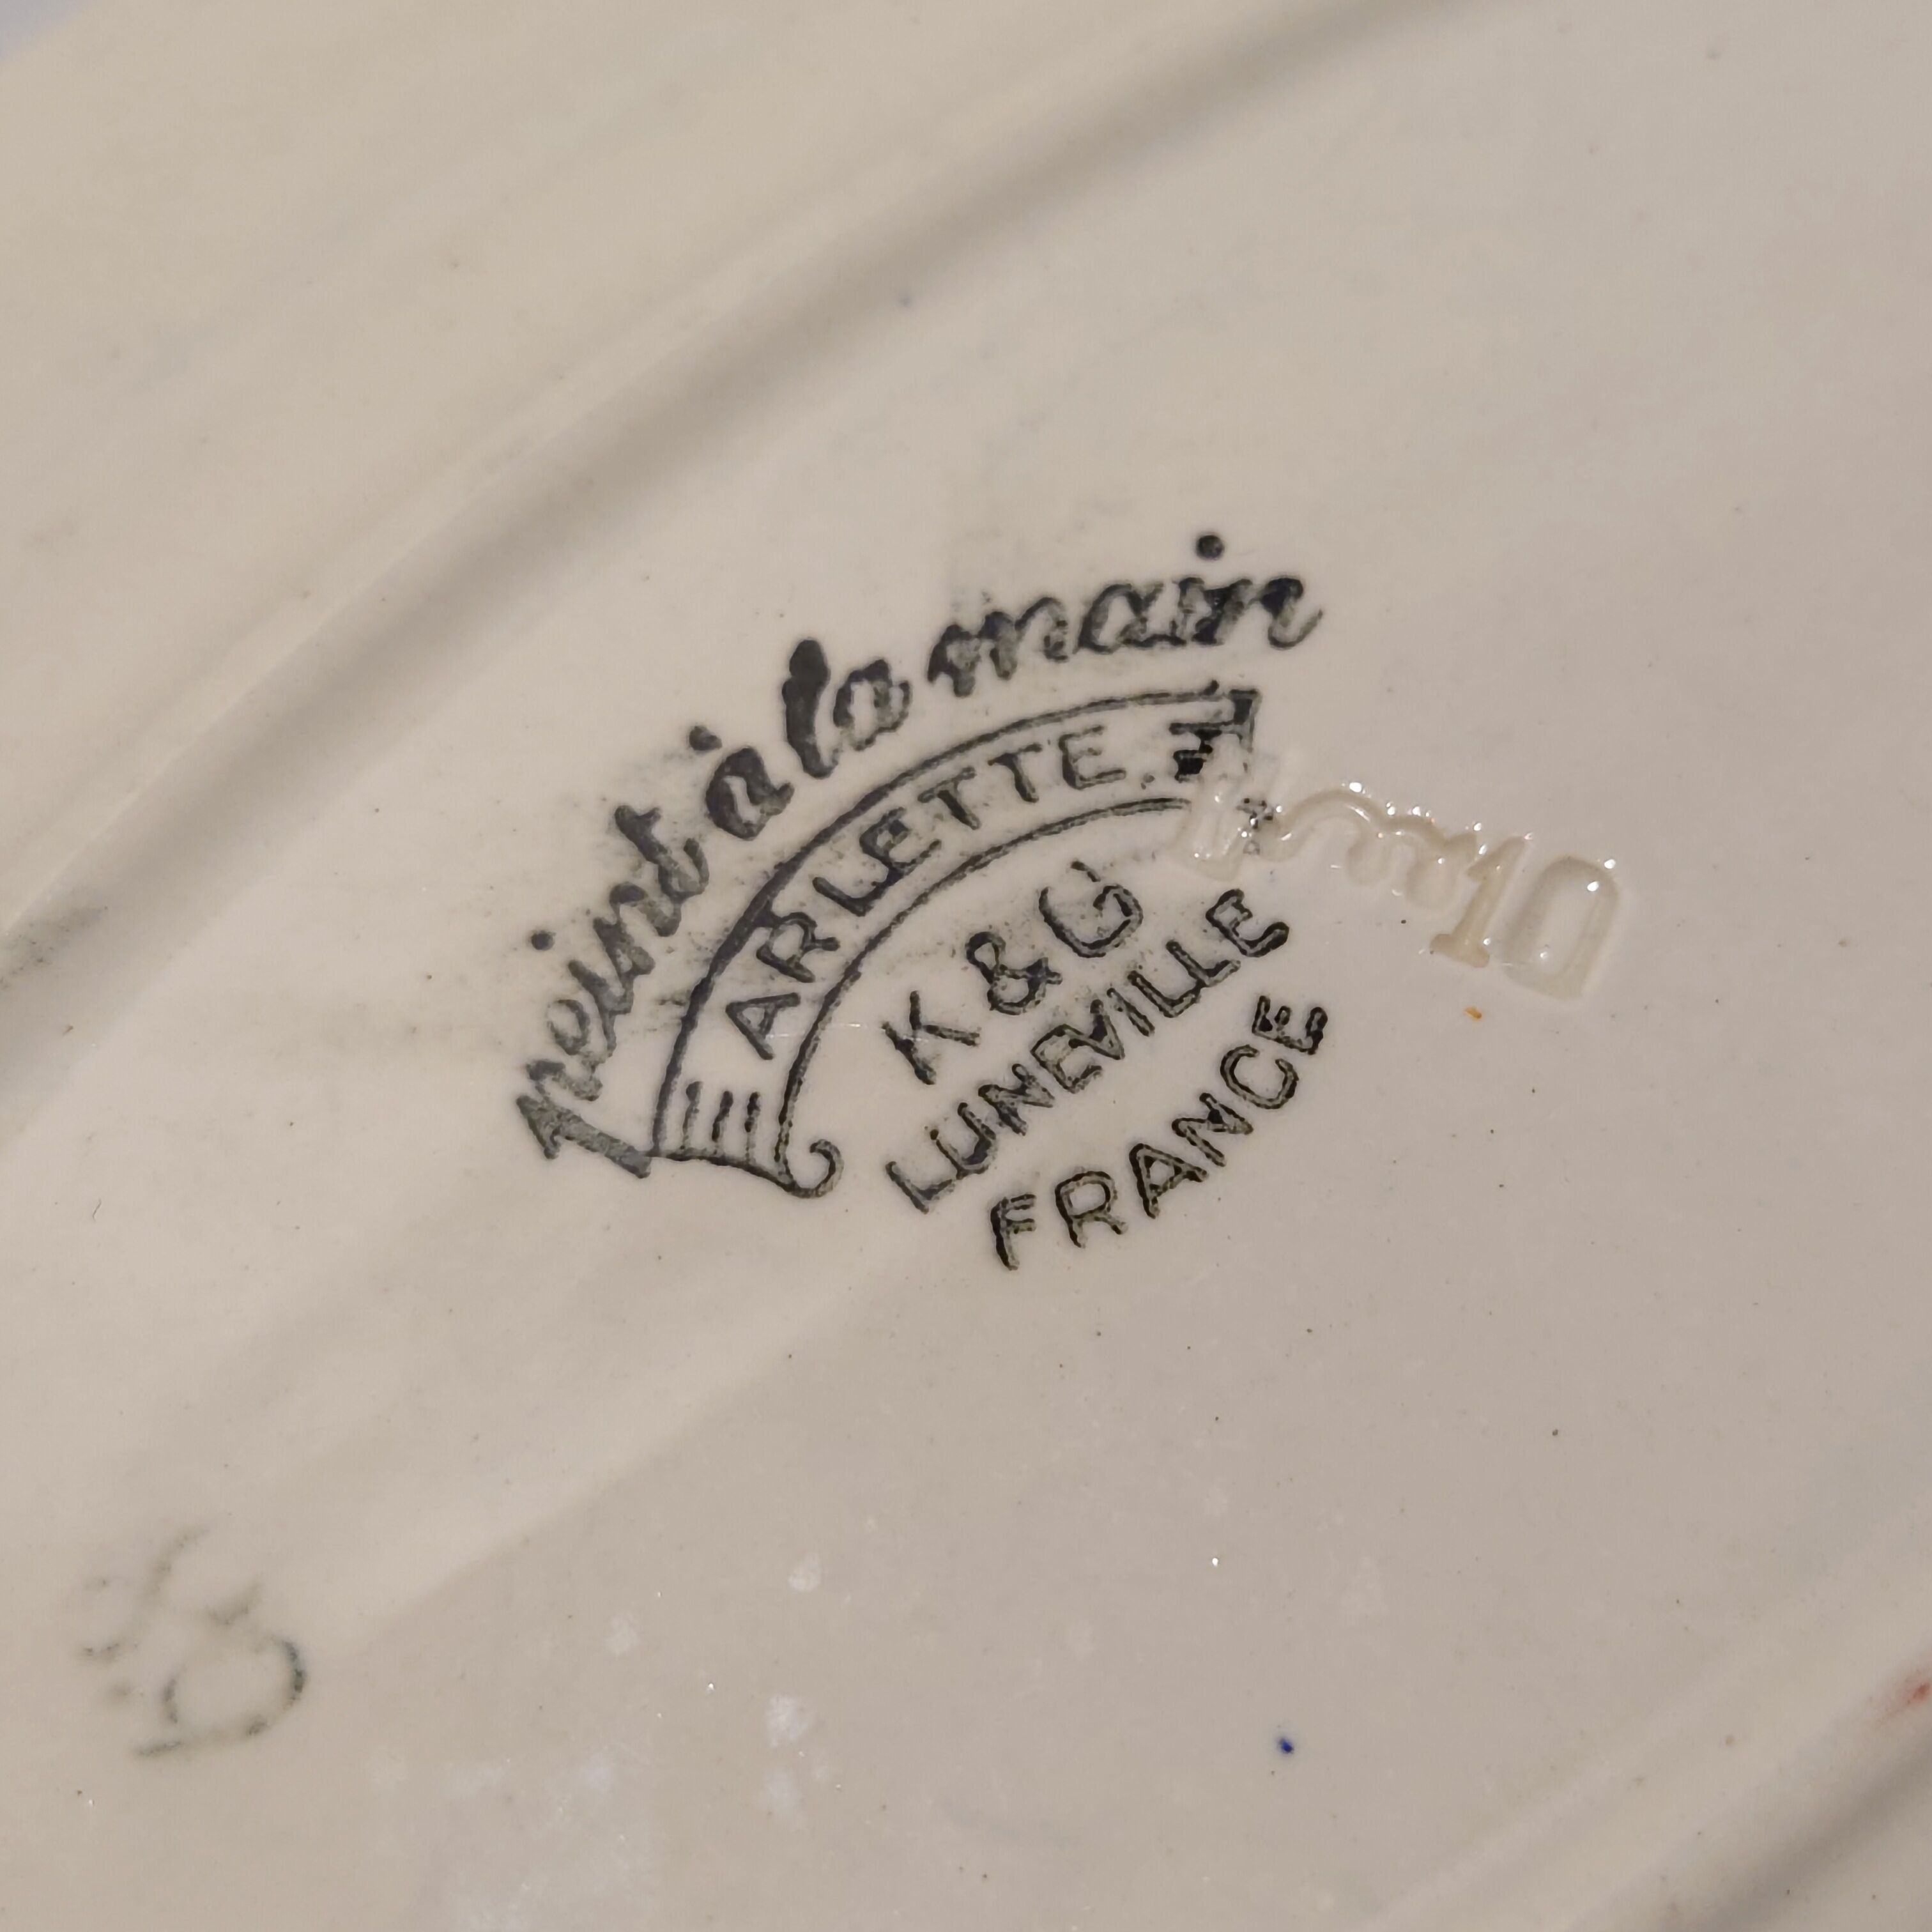 peint à la main
ARLETTE
K & G
LUNEVILLE
FRANCE
10